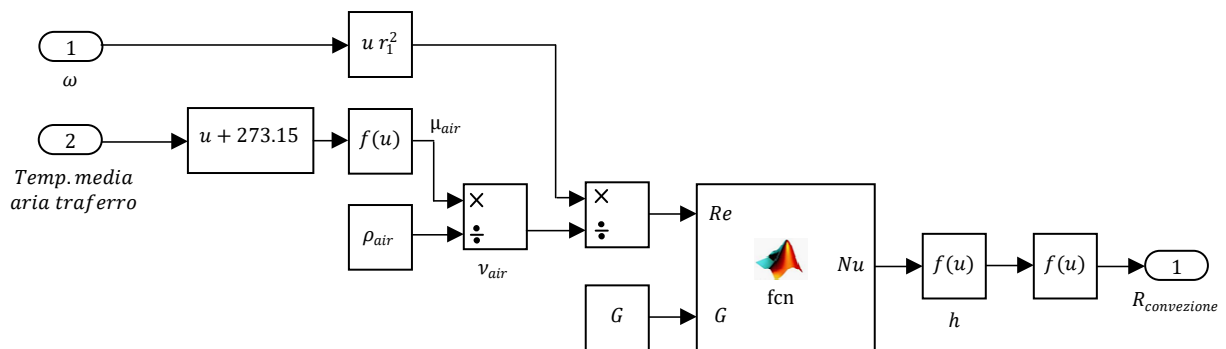 1
u r₁²
ω
2
u + 273.15
f(u)
μ_air
Temp. media
aria traferro
×
÷
×
÷
Re
ρ_air
ν_air
Nu
f(u)
f(u)
1
fcn
G
G
h
R_convezione